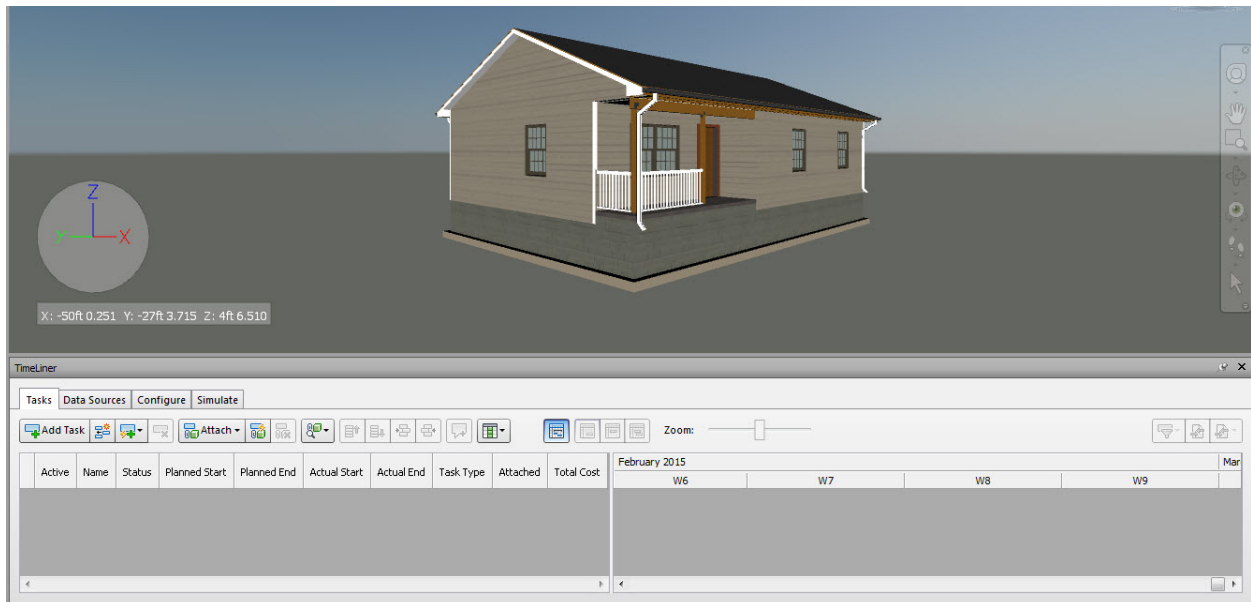 Z
Y X
X: -50ft 0.251 Y: -27ft 3.715 Z: 4ft 6.510
TimeLiner
Tasks Data Sources Configure Simulate
Add Task Attach Zoom:
Active Name Status Planned Start Planned End Actual Start Actual End Task Type Attached Total Cost
February 2015 Mar
W6 W7 W8 W9